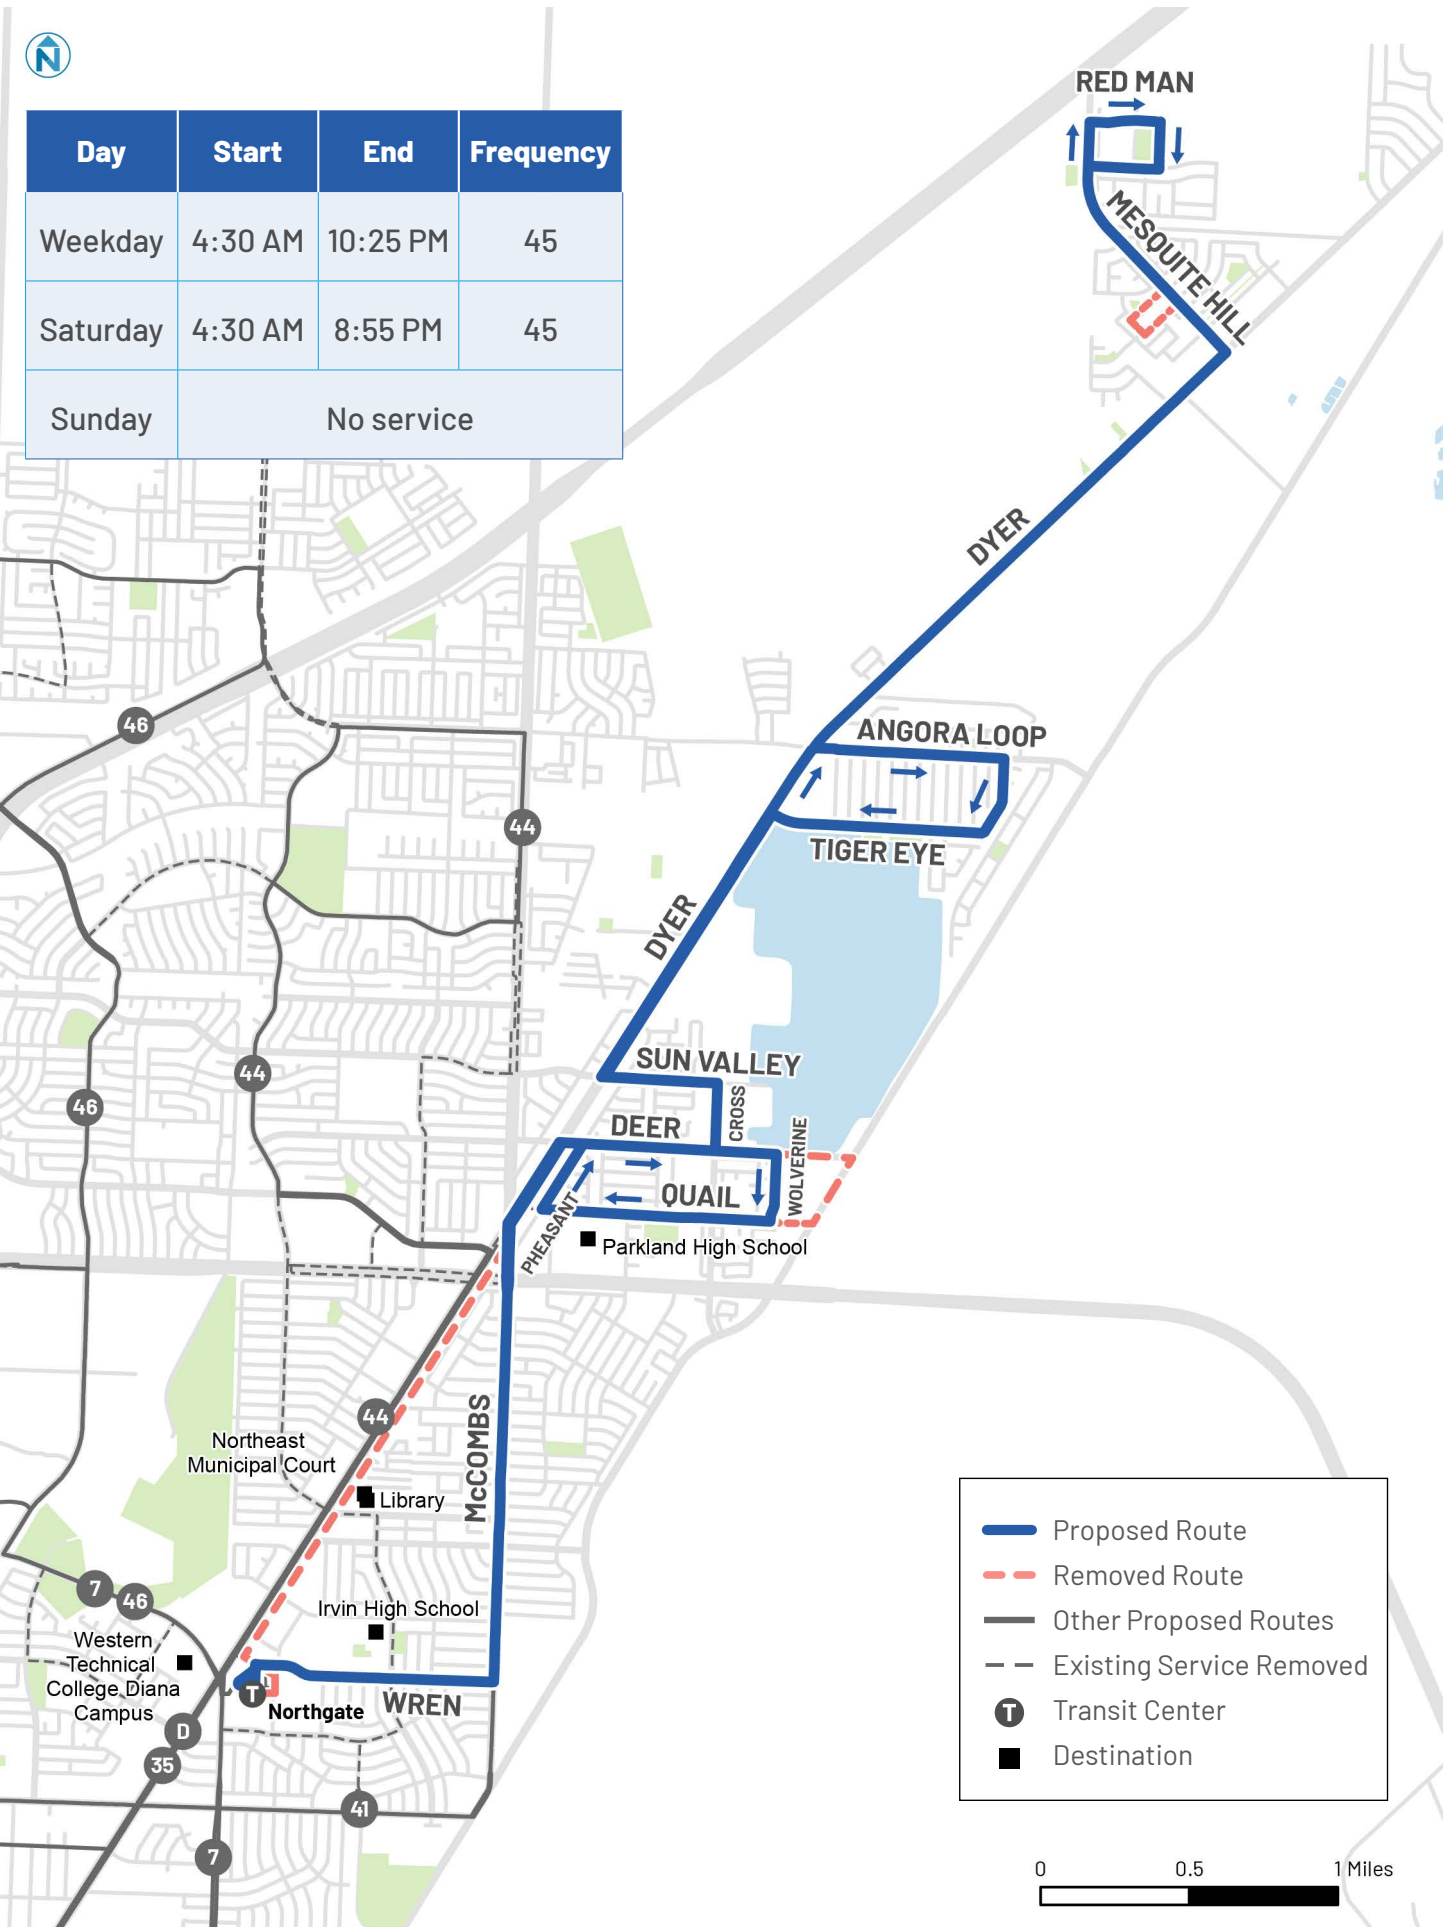 N
Day Start End Frequency
Weekday 4:30 AM 10:25 PM 45
Saturday 4:30 AM 8:55 PM 45
Sunday No service
RED MAN
MESQUITE HILL
DYER
46
ANGORA LOOP
44
TIGER EYE
DYER
44
SUN VALLEY
46
CROSS
DEER
WOLVERINE
QUAIL
PHEASANT
Parkland High School
McCOMBS
44
Northeast
Municipal Court
Library
7
46
Irvin High School
Western
Technical
College Diana
Campus
T
Northgate
WREN
D
35
41
7
Proposed Route
Removed Route
Other Proposed Routes
Existing Service Removed
T Transit Center
Destination
0 0.5 1 Miles